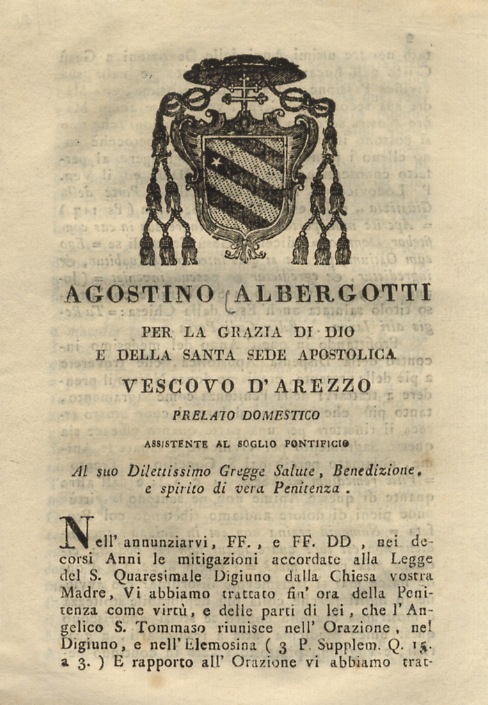 AGOSTINO ALBERGOTTI
PER LA GRAZIA DI DIO
E DELLA SANTA SEDE APOSTOLICA
VESCOVO D'AREZZO
PRELATO DOMESTICO
ASSISTENTE AL SOGLIO PONTIFICIO
Al suo Dilettissimo Gregge Salute, Benedizione,
e spirito di vera Penitenza.
Nell' annunziarvi, FF., e FF. DD, nei de-
corsi Anni le mitigazioni accordate alla Legge
del S. Quaresimale Digiuno dalla Chiesa vostra
Madre, Vi abbiamo trattato fin' ora della Peni-
tenza come virtù, e delle parti di lei, che l'An-
gelico S. Tommaso riunisce nell' Orazione, nel
Digiuno, e nell' Elemosina ( 3 P. Supplem. Q. 15.
a 3. ) E rapporto all' Orazione vi abbiamo trat-